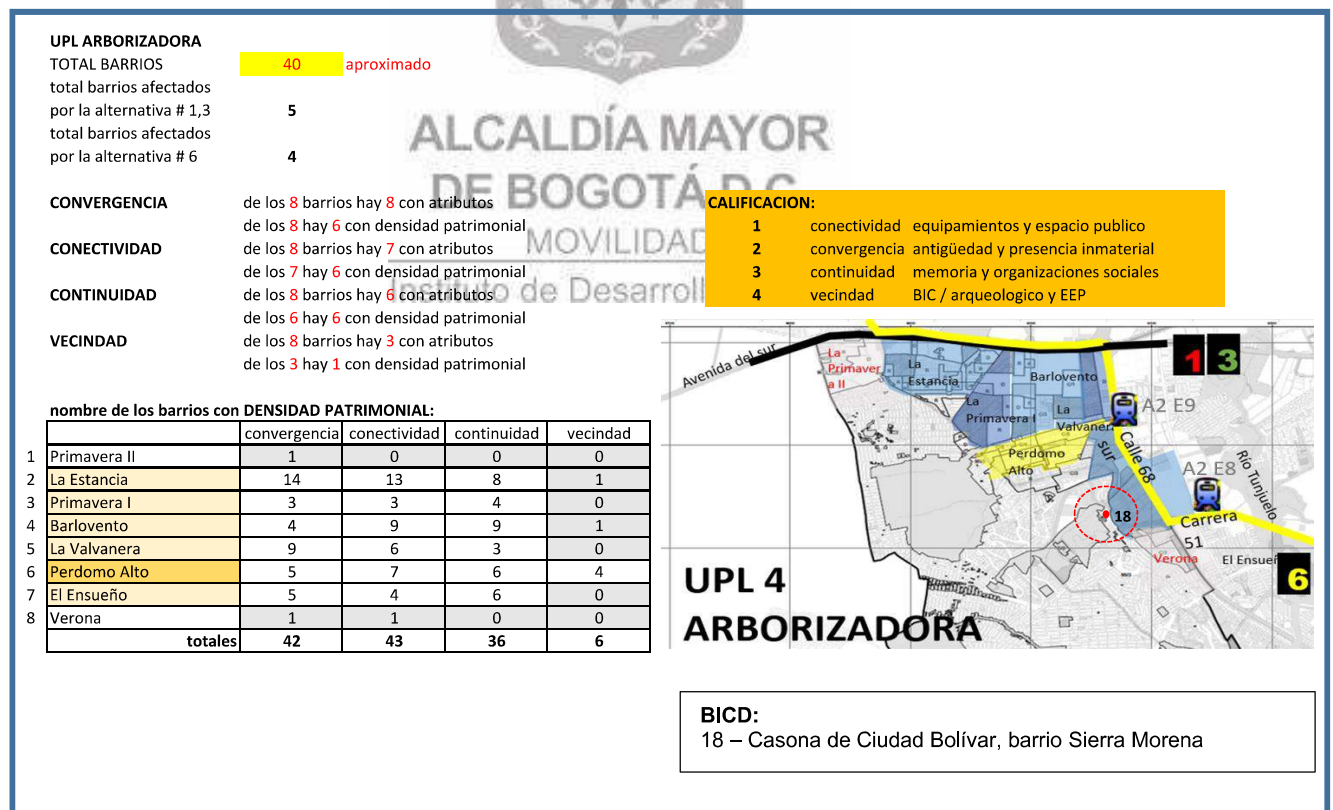 UPL ARBORIZADORA
TOTAL BARRIOS 40 aproximado
total barrios afectados
por la alternativa # 1,3 5
total barrios afectados
por la alternativa # 6 4
ALCALDÍA MAYOR
DE BOGOTÁ D.C.
MOVILIDAD
Instituto de Desarroll
CONVERGENCIA de los 8 barrios hay 8 con atributos
de los 8 hay 6 con densidad patrimonial
CONECTIVIDAD de los 8 barrios hay 7 con atributos
de los 7 hay 6 con densidad patrimonial
CONTINUIDAD de los 8 barrios hay 6 con atributos
de los 6 hay 6 con densidad patrimonial
VECINDAD de los 8 barrios hay 3 con atributos
de los 3 hay 1 con densidad patrimonial
CALIFICACION:
1 conectividad equipamientos y espacio publico
2 convergencia antigüedad y presencia inmaterial
3 continuidad memoria y organizaciones sociales
4 vecindad BIC / arqueologico y EEP
nombre de los barrios con DENSIDAD PATRIMONIAL:
convergencia conectividad continuidad vecindad
1 Primavera II 1 0 0 0
2 La Estancia 14 13 8 1
3 Primavera I 3 3 4 0
4 Barlovento 4 9 9 1
5 La Valvanera 9 6 3 0
6 Perdomo Alto 5 7 6 4
7 El Ensueño 5 4 6 0
8 Verona 1 1 0 0
totales 42 43 36 6
Avenida del sur
La
Primaver
a II
La
Estancia
Barlovento
La
Primavera I
La
Valvanera
Perdomo
Alto
1 3
A2 E9
sur
Calle 68
A2 E8
Río Tunjuelo
18
Carrera
51
Verona
El Ensueñ
6
UPL 4
ARBORIZADORA
BICD:
18 – Casona de Ciudad Bolívar, barrio Sierra Morena